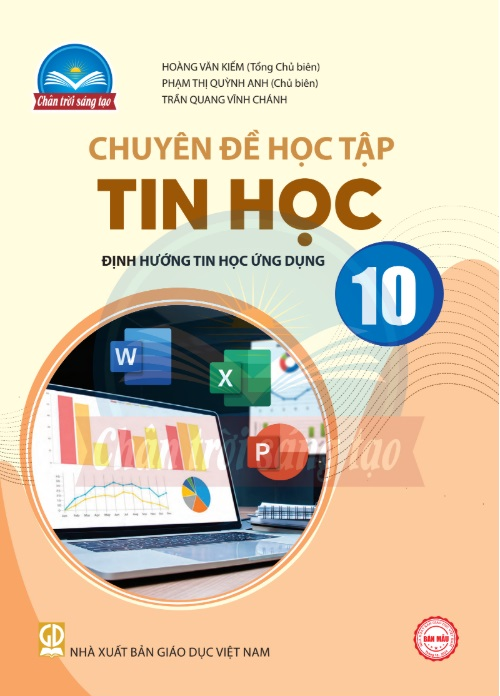 HOÀNG VĂN KIẾM (Tổng Chủ biên)
PHẠM THỊ QUỲNH ANH (Chủ biên)
TRẦN QUANG VĨNH CHÁNH
Chân trời sáng tạo
CHUYÊN ĐỀ HỌC TẬP
TIN HỌC
ĐỊNH HƯỚNG TIN HỌC ỨNG DỤNG
10
W
X
P
Chân trời sáng tạo
GD
NHÀ XUẤT BẢN GIÁO DỤC VIỆT NAM
BẢN MẪU